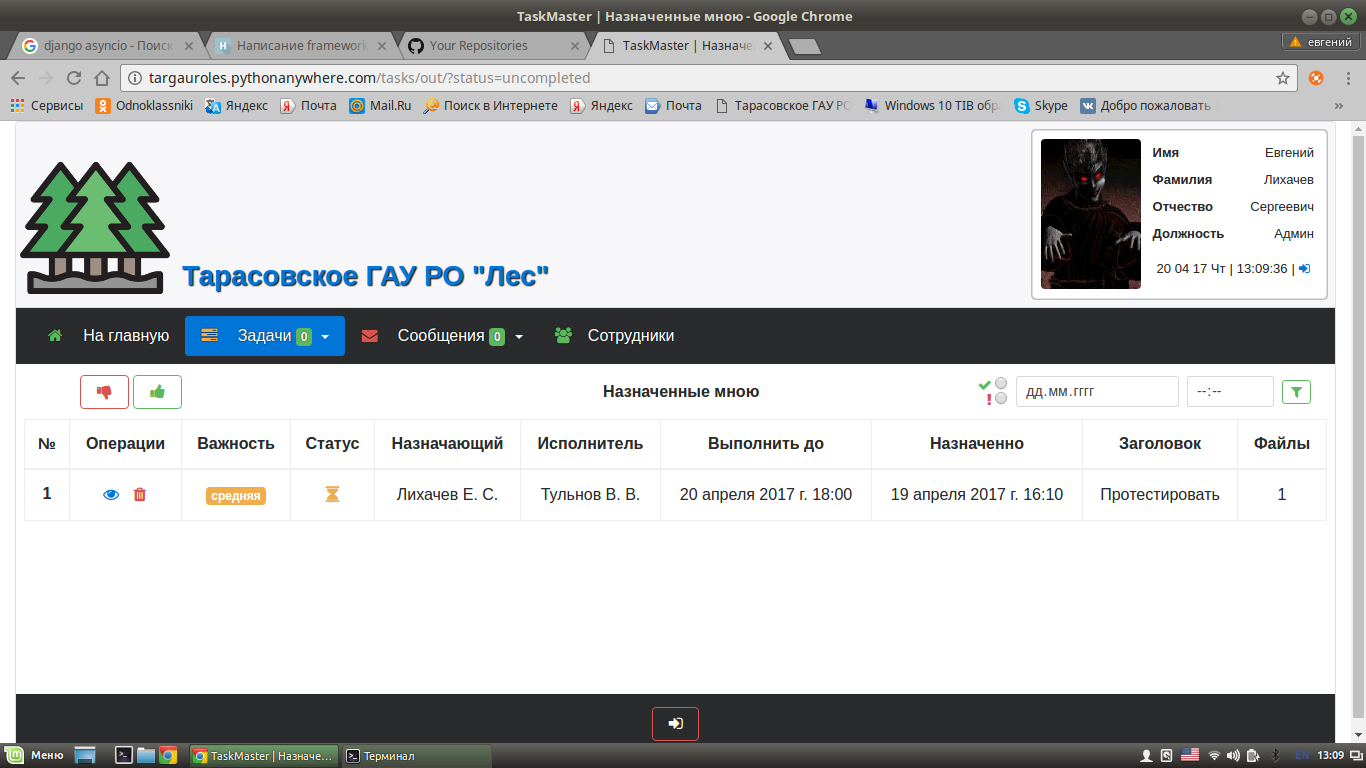 TaskMaster | Назначенные мною - Google Chrome
django asyncio - Поиск
Написание framework
Your Repositories
TaskMaster | Назначе
евгений
targauroles.pythonanywhere.com/tasks/out/?status=uncompleted
Сервисы Odnoklassniki Яндекс Почта Mail.Ru Поиск в Интернете Яндекс Почта Тарасовское ГАУ РО Windows 10 TIB обра Skype Добро пожаловать »
Имя Евгений
Фамилия Лихачев
Отчество Сергеевич
Должность Админ
20 04 17 Чт | 13:09:36 |
Тарасовское ГАУ РО "Лес"
На главную Задачи 0 Сообщения 0 Сотрудники
Назначенные мною дд.мм.гггг --:--
№ Операции Важность Статус Назначающий Исполнитель Выполнить до Назначенно Заголовок Файлы
1 средняя Лихачев Е. С. Тульнов В. В. 20 апреля 2017 г. 18:00 19 апреля 2017 г. 16:10 Протестировать 1
Меню TaskMaster | Назначе... Терминал EN 13:09